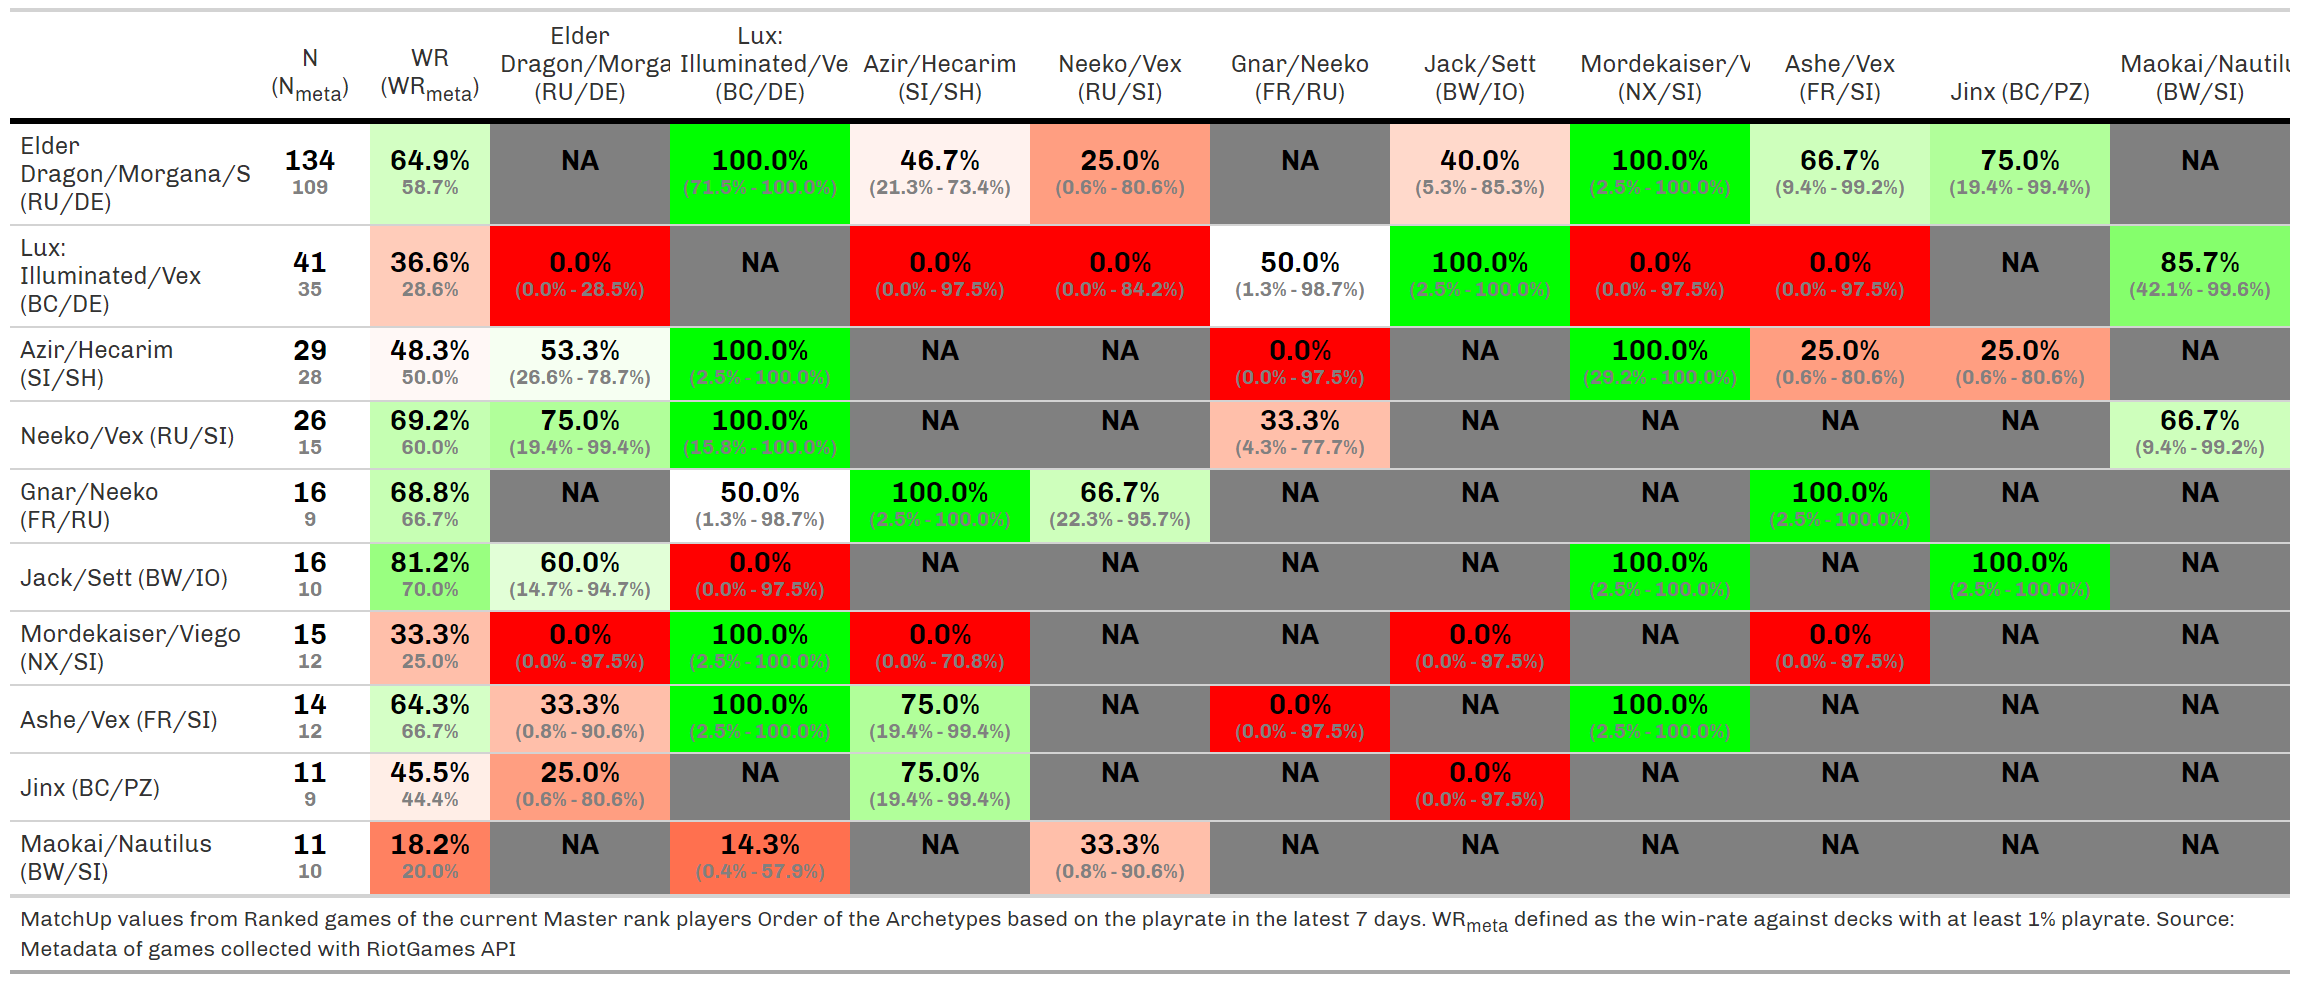 N
(Nmeta)
WR
(WRmeta)
Elder
Dragon/Morga
(RU/DE)
Lux:
Illuminated/Ve
(BC/DE)
Azir/Hecarim
(SI/SH)
Neeko/Vex
(RU/SI)
Gnar/Neeko
(FR/RU)
Jack/Sett
(BW/IO)
Mordekaiser/V
(NX/SI)
Ashe/Vex
(FR/SI)
Jinx (BC/PZ)
Maokai/Nautilu
(BW/SI)
Elder
Dragon/Morgana/S
(RU/DE)
134 64.9% NA 100.0% 46.7% 25.0% NA 40.0% 100.0% 66.7% 75.0% NA
109 58.7% (71.5% - 100.0%) (21.3% - 73.4%) (0.6% - 80.6%) (5.3% - 85.3%) (2.5% - 100.0%) (9.4% - 99.2%) (19.4% - 99.4%)
Lux:
Illuminated/Vex
(BC/DE)
41 36.6% 0.0% NA 0.0% 0.0% 50.0% 100.0% 0.0% 0.0% NA 85.7%
35 28.6% (0.0% - 28.5%) (0.0% - 97.5%) (0.0% - 84.2%) (1.3% - 98.7%) (2.5% - 100.0%) (0.0% - 97.5%) (0.0% - 97.5%) (42.1% - 99.6%)
Azir/Hecarim
(SI/SH)
29 48.3% 53.3% 100.0% NA NA 0.0% NA 100.0% 25.0% 25.0% NA
28 50.0% (26.6% - 78.7%) (2.5% - 100.0%) (0.0% - 97.5%) (29.2% - 100.0%) (0.6% - 80.6%) (0.6% - 80.6%)
Neeko/Vex (RU/SI)
26 69.2% 75.0% 100.0% NA NA 33.3% NA NA NA NA 66.7%
15 60.0% (19.4% - 99.4%) (15.8% - 100.0%) (4.3% - 77.7%) (9.4% - 99.2%)
Gnar/Neeko
(FR/RU)
16 68.8% NA 50.0% 100.0% 66.7% NA NA NA 100.0% NA NA
9 66.7% (1.3% - 98.7%) (2.5% - 100.0%) (22.3% - 95.7%) (2.5% - 100.0%)
Jack/Sett (BW/IO)
16 81.2% 60.0% 0.0% NA NA NA NA 100.0% NA 100.0% NA
10 70.0% (14.7% - 94.7%) (0.0% - 97.5%) (2.5% - 100.0%) (2.5% - 100.0%)
Mordekaiser/Viego
(NX/SI)
15 33.3% 0.0% 100.0% 0.0% NA NA 0.0% NA 0.0% NA NA
12 25.0% (0.0% - 97.5%) (2.5% - 100.0%) (0.0% - 70.8%) (0.0% - 97.5%) (0.0% - 97.5%)
Ashe/Vex (FR/SI)
14 64.3% 33.3% 100.0% 75.0% NA 0.0% NA 100.0% NA NA NA
12 66.7% (0.8% - 90.6%) (2.5% - 100.0%) (19.4% - 99.4%) (0.0% - 97.5%) (2.5% - 100.0%)
Jinx (BC/PZ)
11 45.5% 25.0% NA 75.0% NA NA 0.0% NA NA NA NA
9 44.4% (0.6% - 80.6%) (19.4% - 99.4%) (0.0% - 97.5%)
Maokai/Nautilus
(BW/SI)
11 18.2% NA 14.3% NA 33.3% NA NA NA NA NA NA
10 20.0% (0.4% - 57.9%) (0.8% - 90.6%)
MatchUp values from Ranked games of the current Master rank players Order of the Archetypes based on the playrate in the latest 7 days. WRmeta defined as the win-rate against decks with at least 1% playrate. Source:
Metadata of games collected with RiotGames API